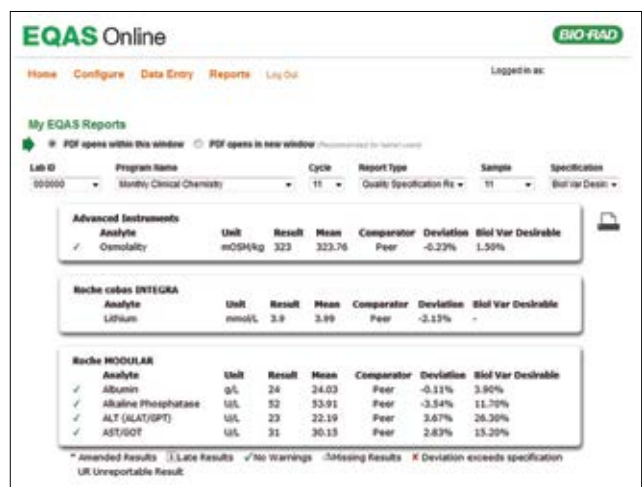 EQAS Online
BIO-RAD
Home Configure Data Entry Reports Log Out
Logged in as:
My EQAS Reports
PDF opens within this window PDF opens in new window
Lab ID Program Name Cycle Report Type Sample Specification
000000 Monthly Clinical Chemistry 11 Quality Specification Re 11 Biol Var Desira
Advanced Instruments
Analyte Unit Result Mean Comparator Deviation Biol Var Desirable
✓ Osmolality mOSM/kg 323 323.76 Peer -0.23% 1.50%
Roche cobas INTEGRA
Analyte Unit Result Mean Comparator Deviation Biol Var Desirable
Lithium mmol/L 3.9 3.99 Peer -2.15% -
Roche MODULAR
Analyte Unit Result Mean Comparator Deviation Biol Var Desirable
✓ Albumin g/L 24 24.03 Peer -0.11% 3.90%
✓ Alkaline Phosphatase U/L 52 53.91 Peer -3.54% 11.70%
✓ ALT (ALAT/GPT) U/L 23 22.19 Peer 3.67% 26.30%
✓ AST/GOT U/L 31 30.15 Peer 2.83% 15.20%
* Amended Results Late Results ✓No Warnings Missing Results ✗ Deviation exceeds specification
UR Unreportable Result